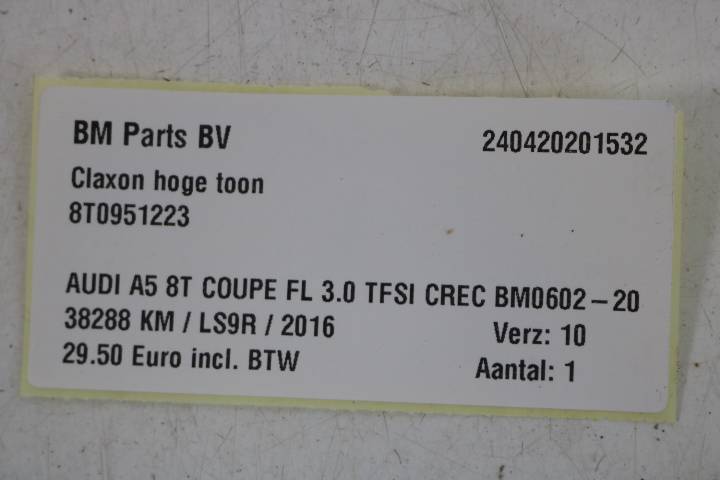 BM Parts BV 240420201532
Claxon hoge toon
8T0951223
AUDI A5 8T COUPE FL 3.0 TFSI CREC BM0602-20
38288 KM / LS9R / 2016 Verz: 10
29.50 Euro incl. BTW Aantal: 1